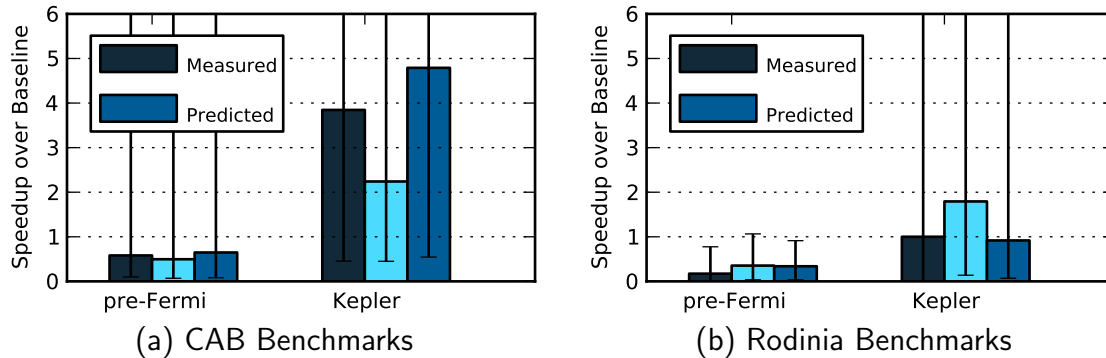 Speedup over Baseline
6
5
4
3
2
1
0
Measured
Predicted
pre-Fermi
Kepler
(a) CAB Benchmarks
Speedup over Baseline
6
5
4
3
2
1
0
Measured
Predicted
pre-Fermi
Kepler
(b) Rodinia Benchmarks